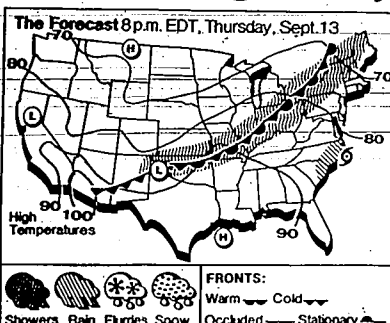 The Forecast 8 p.m. EDT, Thursday, Sept. 13
70
H
80
70
L
80
L
90
100
High
Temperatures
H
90
Showers Rain Flurries Snow
FRONTS:
Warm Cold
Occluded Stationary